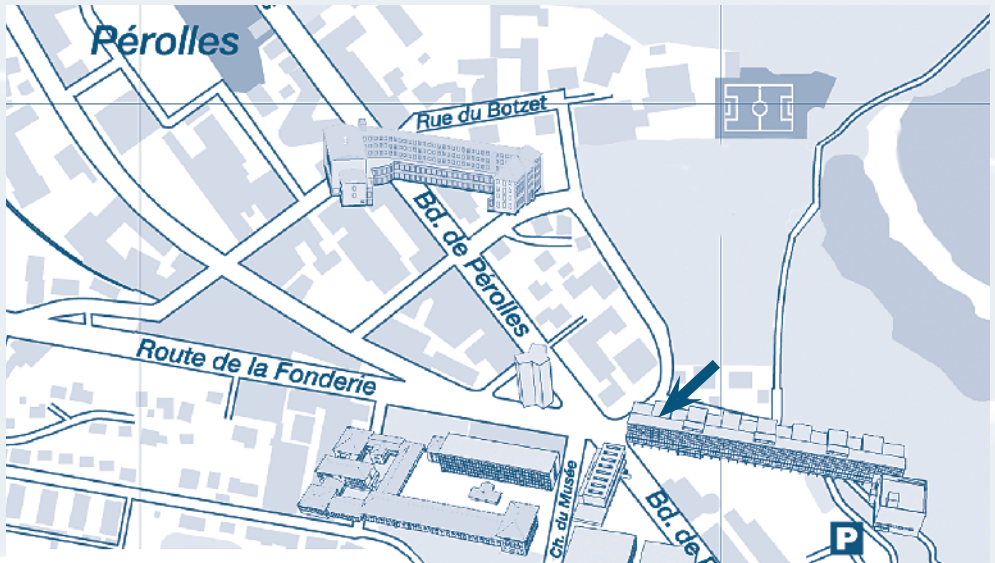 Pérolles
Rue du Botzet
Bd. de Pérolles
Route de la Fonderie
Ch. du Musée
Bd. de P
P